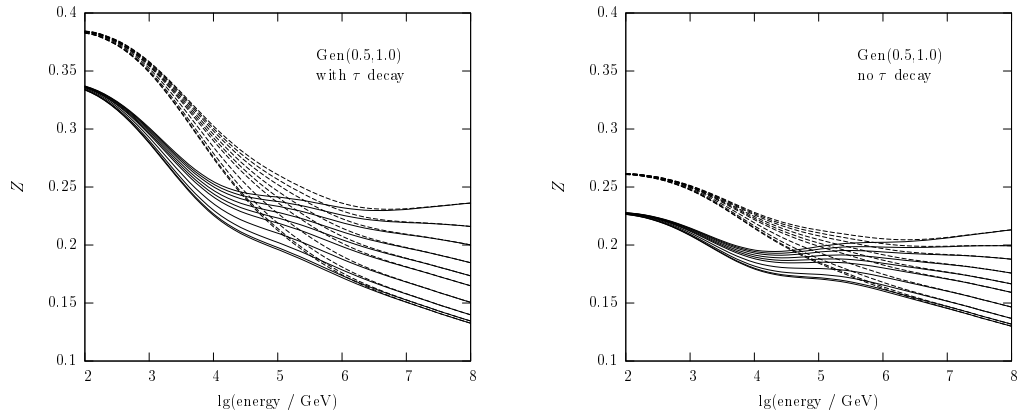 0.4
0.35
0.3
0.25
0.2
0.15
0.1
Z
Gen(0.5,1.0)
with τ decay
2 3 4 5 6 7 8
lg(energy / GeV)
0.4
0.35
0.3
0.25
0.2
0.15
0.1
Z
Gen(0.5,1.0)
no τ decay
2 3 4 5 6 7 8
lg(energy / GeV)